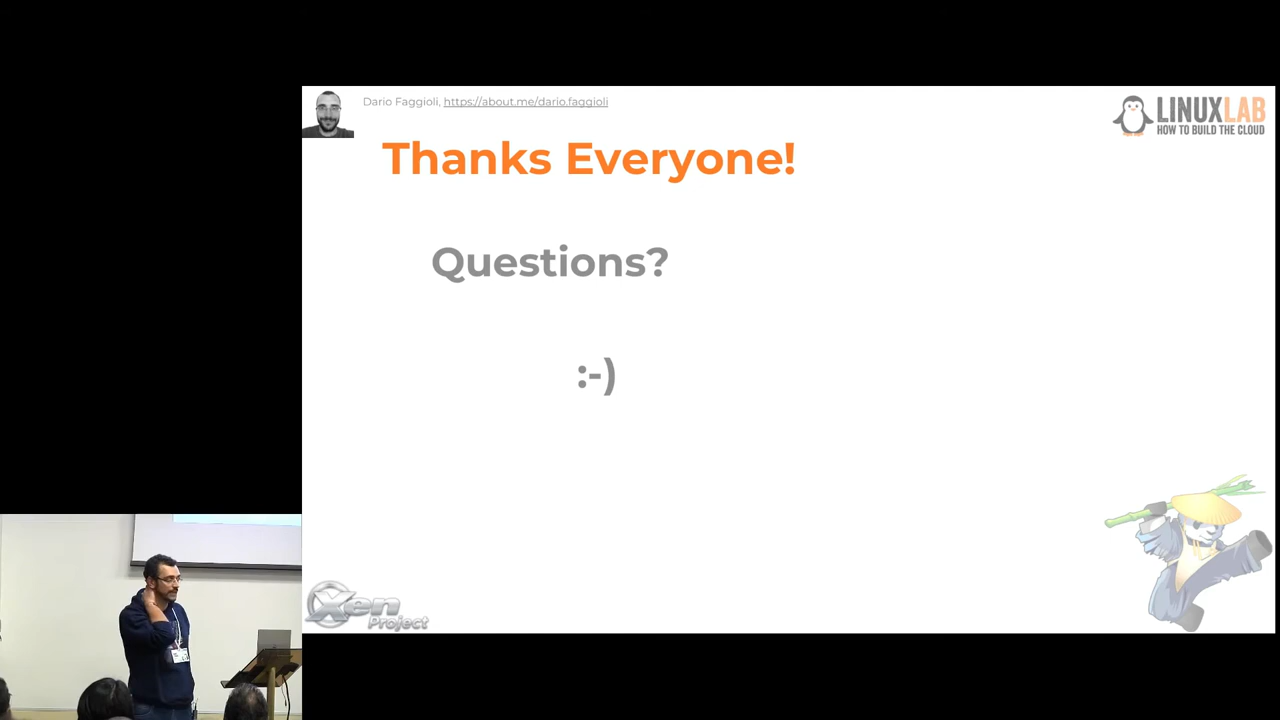 Dario Faggioli, https://about.me/dario.faggioli
LINUXLAB
HOW TO BUILD THE CLOUD
Thanks Everyone!
Questions?
:-)
Xen
Project